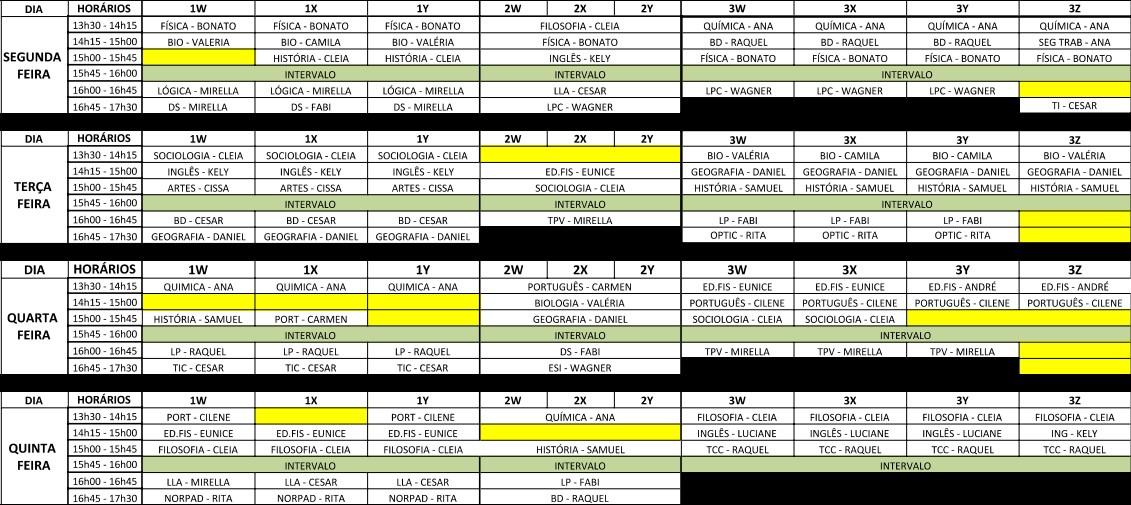 DIA HORÁRIOS 1W 1X 1Y 2W 2X 2Y 3W 3X 3Y 3Z
13h30 - 14h15 FÍSICA - BONATO FÍSICA - BONATO FÍSICA - BONATO FILOSOFIA - CLEIA QUÍMICA - ANA QUÍMICA - ANA QUÍMICA - ANA QUÍMICA - ANA
14h15 - 15h00 BIO - VALERIA BIO - CAMILA BIO - VALÉRIA FÍSICA - BONATO BD - RAQUEL BD - RAQUEL BD - RAQUEL SEG TRAB - ANA
SEGUNDA FEIRA 15h00 - 15h45 HISTÓRIA - CLEIA HISTÓRIA - CLEIA INGLÊS - KELY FÍSICA - BONATO FÍSICA - BONATO FÍSICA - BONATO FÍSICA - BONATO
15h45 - 16h00 INTERVALO INTERVALO INTERVALO
16h00 - 16h45 LÓGICA - MIRELLA LÓGICA - MIRELLA LÓGICA - MIRELLA LLA - CESAR LPC - WAGNER LPC - WAGNER LPC - WAGNER
16h45 - 17h30 DS - MIRELLA DS - FABI DS - MIRELLA LPC - WAGNER TI - CESAR
DIA HORÁRIOS 1W 1X 1Y 2W 2X 2Y 3W 3X 3Y 3Z
13h30 - 14h15 SOCIOLOGIA - CLEIA SOCIOLOGIA - CLEIA SOCIOLOGIA - CLEIA BIO - VALÉRIA BIO - CAMILA BIO - CAMILA BIO - VALÉRIA
14h15 - 15h00 INGLÊS - KELY INGLÊS - KELY INGLÊS - KELY ED.FIS - EUNICE GEOGRAFIA - DANIEL GEOGRAFIA - DANIEL GEOGRAFIA - DANIEL GEOGRAFIA - DANIEL
TERÇA FEIRA 15h00 - 15h45 ARTES - CISSA ARTES - CISSA ARTES - CISSA SOCIOLOGIA - CLEIA HISTÓRIA - SAMUEL HISTÓRIA - SAMUEL HISTÓRIA - SAMUEL HISTÓRIA - SAMUEL
15h45 - 16h00 INTERVALO INTERVALO INTERVALO
16h00 - 16h45 BD - CESAR BD - CESAR BD - CESAR TPV - MIRELLA LP - FABI LP - FABI LP - FABI
16h45 - 17h30 GEOGRAFIA - DANIEL GEOGRAFIA - DANIEL GEOGRAFIA - DANIEL OPTIC - RITA OPTIC - RITA OPTIC - RITA
DIA HORÁRIOS 1W 1X 1Y 2W 2X 2Y 3W 3X 3Y 3Z
13h30 - 14h15 QUIMICA - ANA QUIMICA - ANA QUIMICA - ANA PORTUGUÊS - CARMEN ED.FIS - EUNICE ED.FIS - EUNICE ED.FIS - ANDRÉ ED.FIS - ANDRÉ
14h15 - 15h00 BIOLOGIA - VALÉRIA PORTUGUÊS - CILENE PORTUGUÊS - CILENE PORTUGUÊS - CILENE PORTUGUÊS - CILENE
QUARTA FEIRA 15h00 - 15h45 HISTÓRIA - SAMUEL PORT - CARMEN GEOGRAFIA - DANIEL SOCIOLOGIA - CLEIA SOCIOLOGIA - CLEIA
15h45 - 16h00 INTERVALO INTERVALO INTERVALO
16h00 - 16h45 LP - RAQUEL LP - RAQUEL LP - RAQUEL DS - FABI TPV - MIRELLA TPV - MIRELLA TPV - MIRELLA
16h45 - 17h30 TIC - CESAR TIC - CESAR TIC - CESAR ESI - WAGNER
DIA HORÁRIOS 1W 1X 1Y 2W 2X 2Y 3W 3X 3Y 3Z
13h30 - 14h15 PORT - CILENE PORT - CILENE QUÍMICA - ANA FILOSOFIA - CLEIA FILOSOFIA - CLEIA FILOSOFIA - CLEIA FILOSOFIA - CLEIA
14h15 - 15h00 ED.FIS - EUNICE ED.FIS - EUNICE ED.FIS - EUNICE INGLÊS - LUCIANE INGLÊS - LUCIANE INGLÊS - LUCIANE ING - KELY
QUINTA FEIRA 15h00 - 15h45 FILOSOFIA - CLEIA FILOSOFIA - CLEIA FILOSOFIA - CLEIA HISTÓRIA - SAMUEL TCC - RAQUEL TCC - RAQUEL TCC - RAQUEL TCC - RAQUEL
15h45 - 16h00 INTERVALO INTERVALO INTERVALO
16h00 - 16h45 LLA - MIRELLA LLA - CESAR LLA - CESAR LP - FABI
16h45 - 17h30 NORPAD - RITA NORPAD - RITA NORPAD - RITA BD - RAQUEL